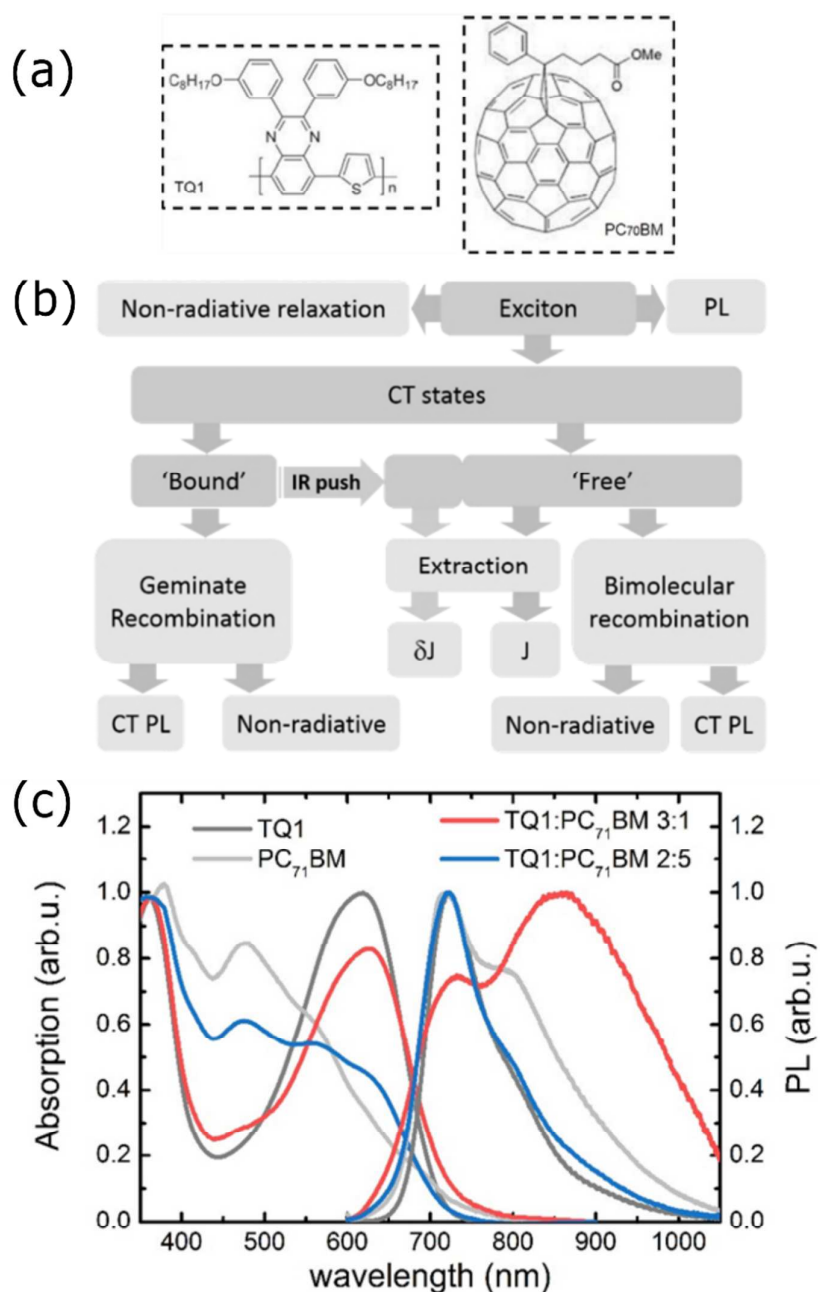 (a)
C₈H₁₇O
OC₈H₁₇
N
N
TQ1
S
n
OMe
O
PC₇₀BM
(b)
Non-radiative relaxation
Exciton
PL
CT states
'Bound'
IR push
'Free'
Geminate
Recombination
Extraction
Bimolecular
recombination
δJ
J
CT PL
Non-radiative
Non-radiative
CT PL
(c)
TQ1
PC₇₁BM
TQ1:PC₇₁BM 3:1
TQ1:PC₇₁BM 2:5
Absorption (arb.u.)
1.2
1.0
0.8
0.6
0.4
0.2
0.0
PL (arb.u.)
1.2
1.0
0.8
0.6
0.4
0.2
0.0
400 500 600 700 800 900 1000
wavelength (nm)